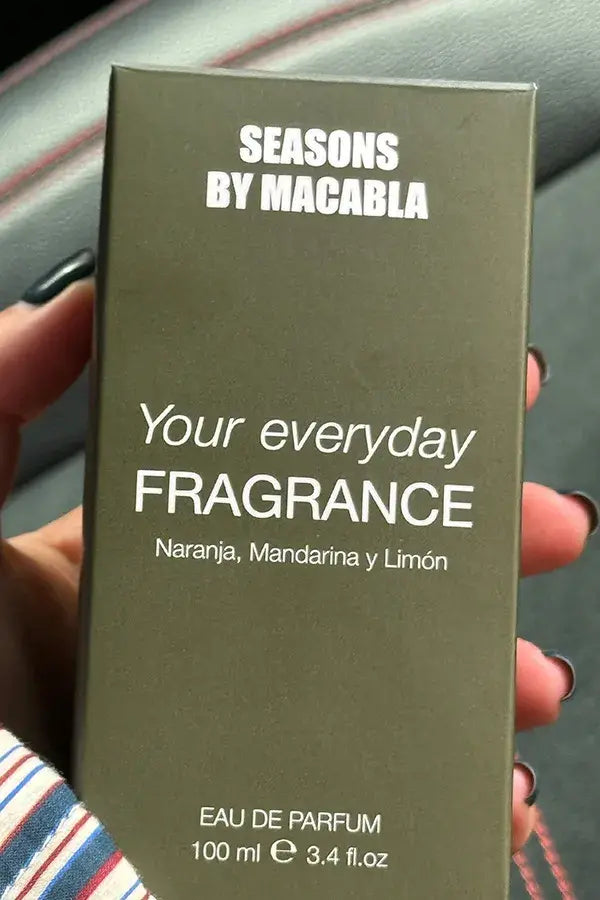 SEASONS
BY MACABLA
Your everyday
FRAGRANCE
Naranja, Mandarina y Limón
EAU DE PARFUM
100 ml ℮ 3.4 fl.oz